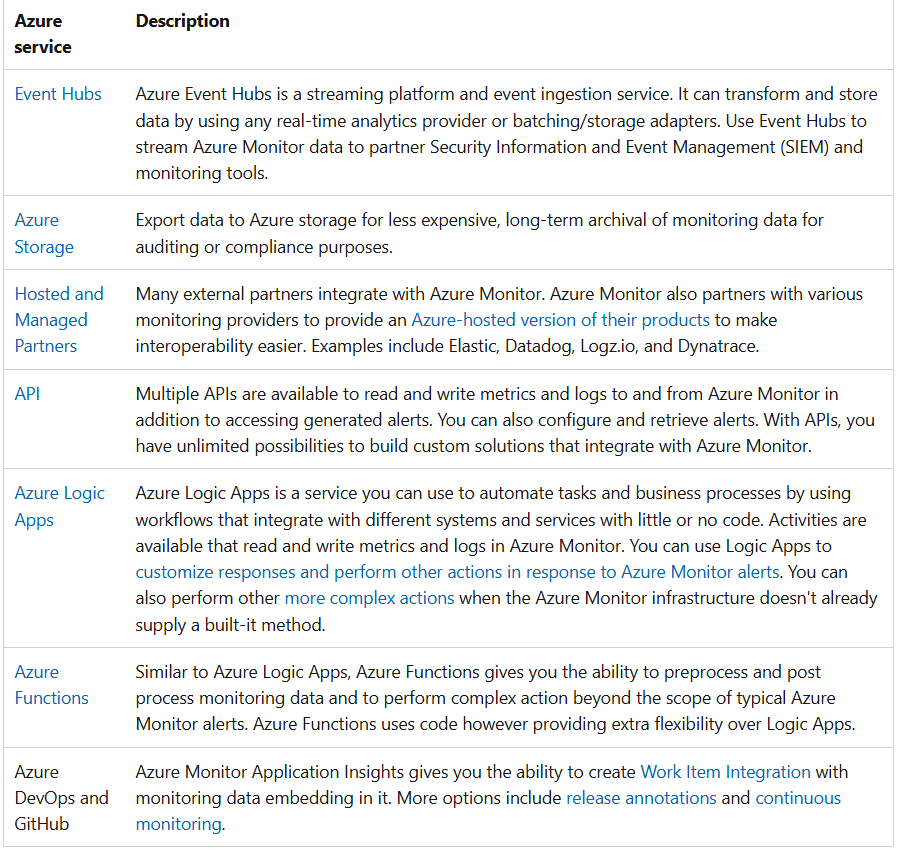 Azure service
Description
Event Hubs
Azure Event Hubs is a streaming platform and event ingestion service. It can transform and store
data by using any real-time analytics provider or batching/storage adapters. Use Event Hubs to
stream Azure Monitor data to partner Security Information and Event Management (SIEM) and
monitoring tools.
Azure
Storage
Export data to Azure storage for less expensive, long-term archival of monitoring data for
auditing or compliance purposes.
Hosted and
Managed
Partners
Many external partners integrate with Azure Monitor. Azure Monitor also partners with various
monitoring providers to provide an Azure-hosted version of their products to make
interoperability easier. Examples include Elastic, Datadog, Logz.io, and Dynatrace.
API
Multiple APIs are available to read and write metrics and logs to and from Azure Monitor in
addition to accessing generated alerts. You can also configure and retrieve alerts. With APIs, you
have unlimited possibilities to build custom solutions that integrate with Azure Monitor.
Azure Logic
Apps
Azure Logic Apps is a service you can use to automate tasks and business processes by using
workflows that integrate with different systems and services with little or no code. Activities are
available that read and write metrics and logs in Azure Monitor. You can use Logic Apps to
customize responses and perform other actions in response to Azure Monitor alerts. You can
also perform other more complex actions when the Azure Monitor infrastructure doesn't already
supply a built-it method.
Azure
Functions
Similar to Azure Logic Apps, Azure Functions gives you the ability to preprocess and post
process monitoring data and to perform complex action beyond the scope of typical Azure
Monitor alerts. Azure Functions uses code however providing extra flexibility over Logic Apps.
Azure
DevOps and
GitHub
Azure Monitor Application Insights gives you the ability to create Work Item Integration with
monitoring data embedding in it. More options include release annotations and continuous
monitoring.